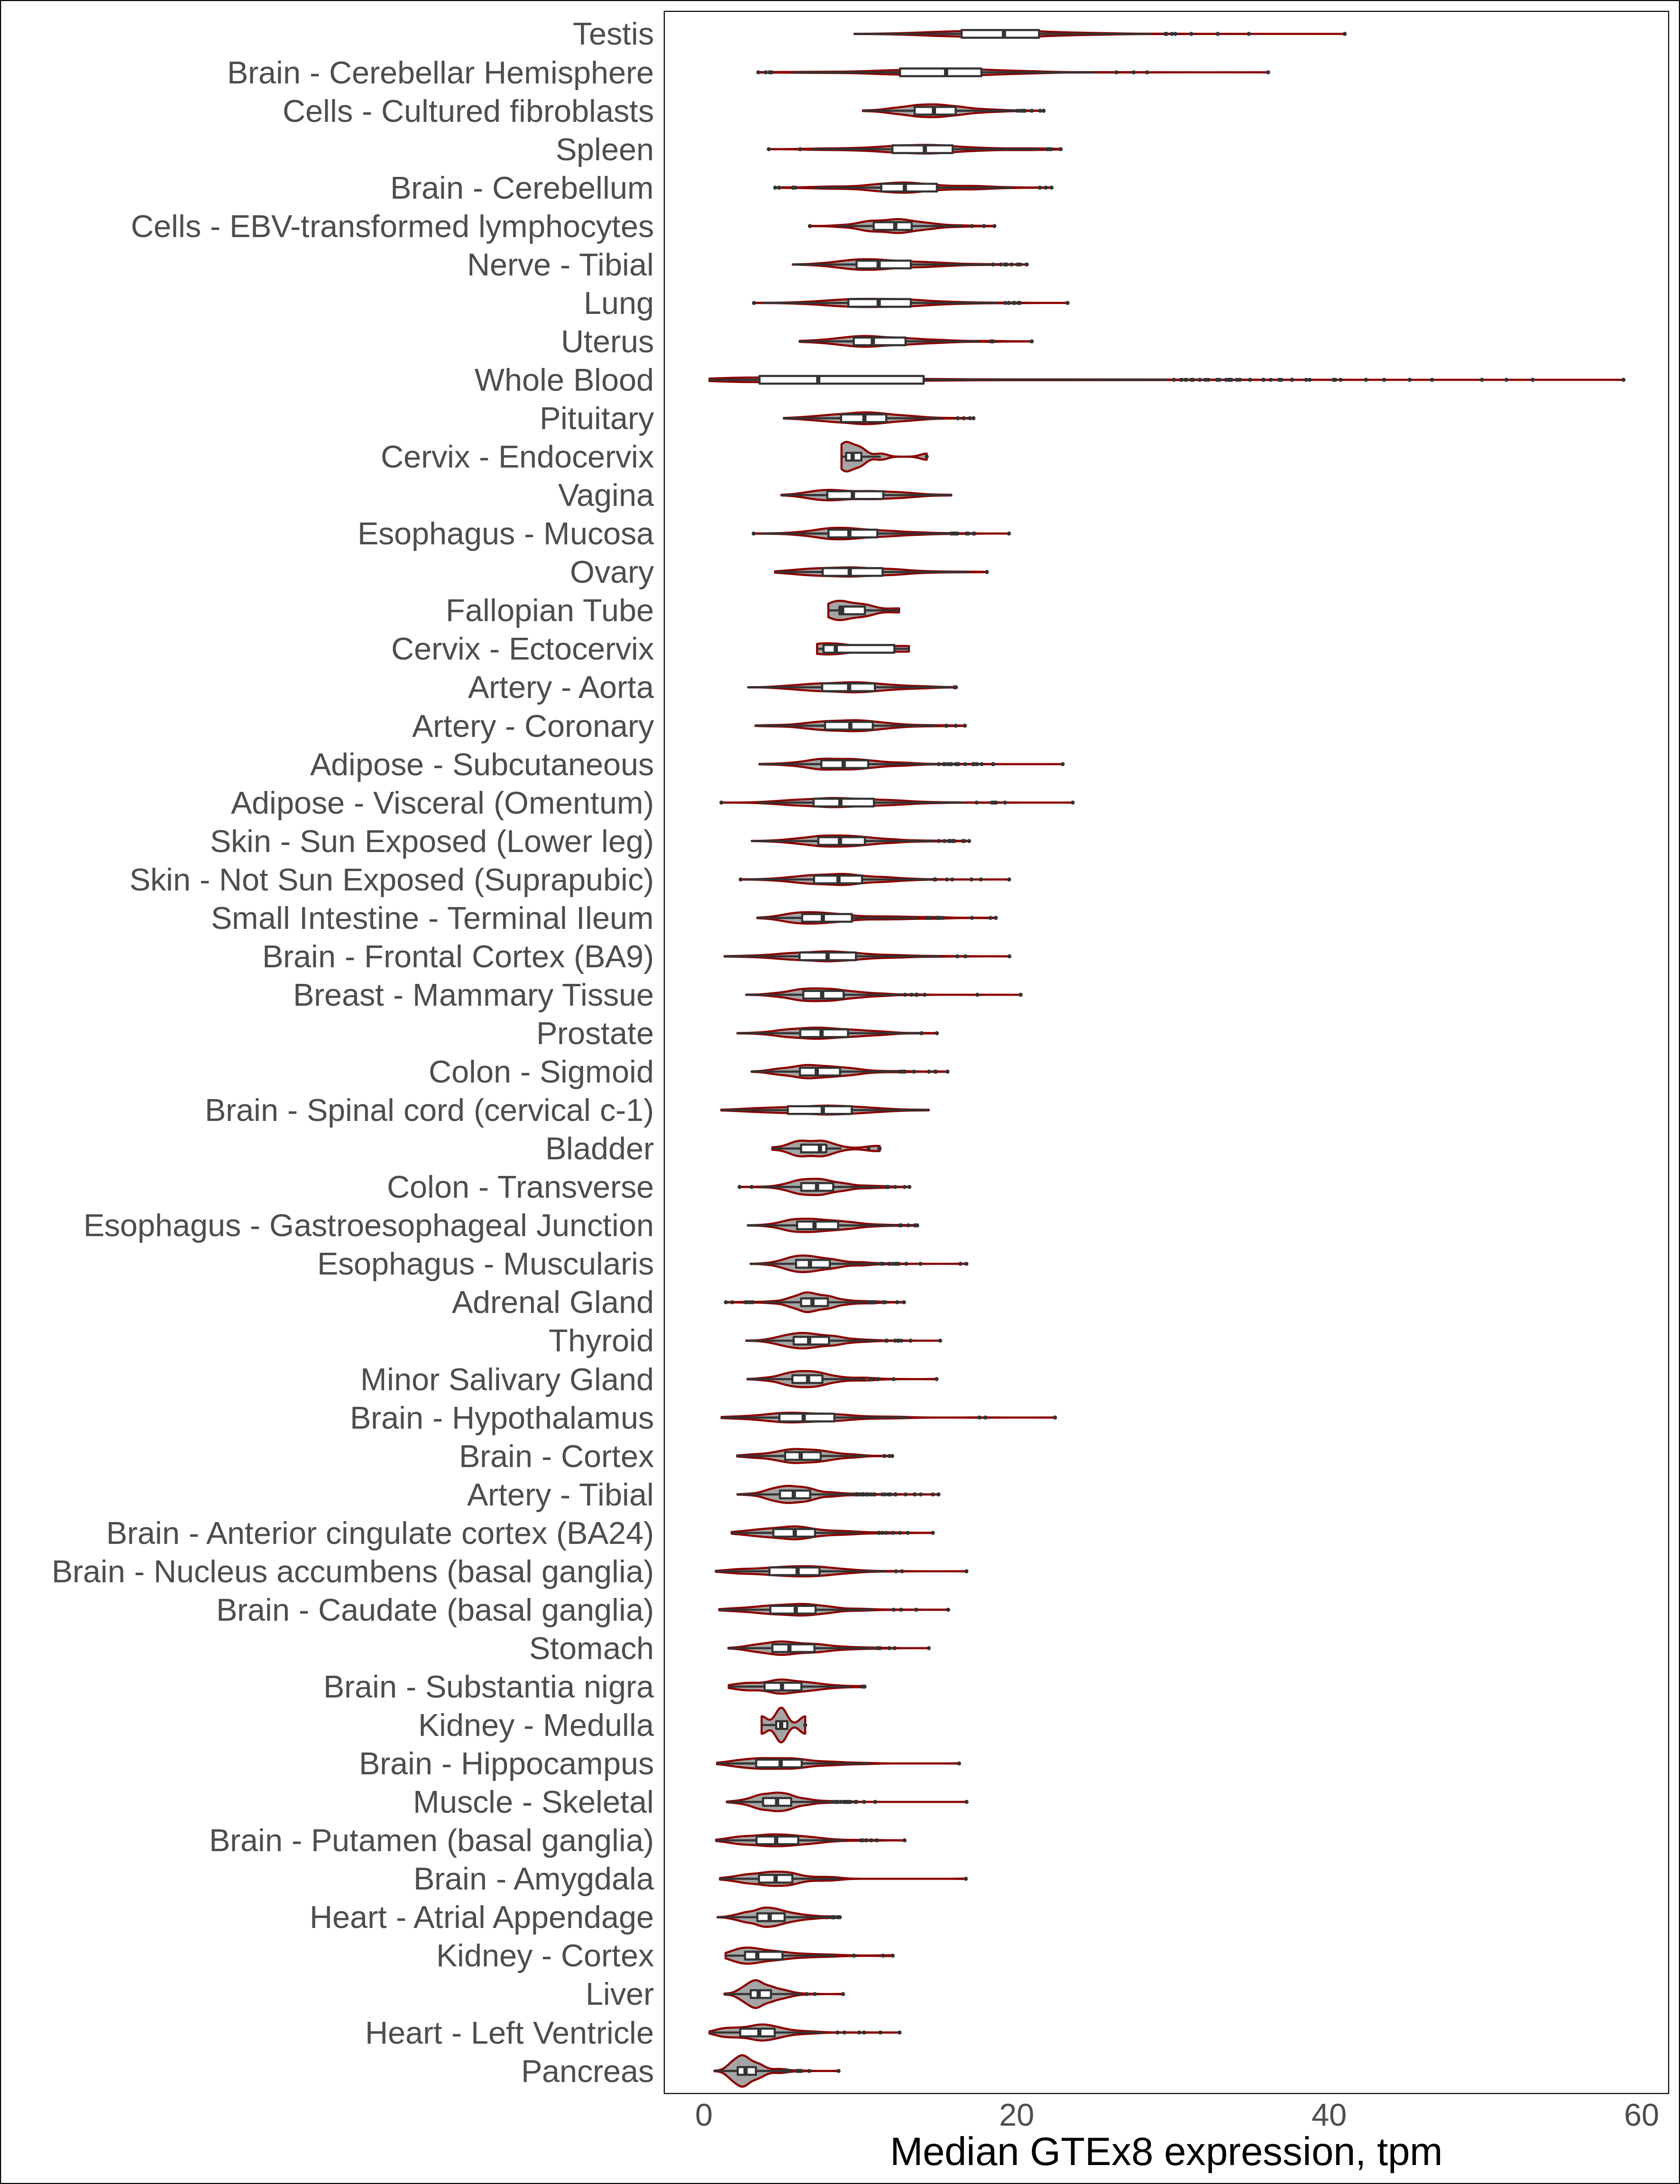 Testis
Brain - Cerebellar Hemisphere
Cells - Cultured fibroblasts
Spleen
Brain - Cerebellum
Cells - EBV-transformed lymphocytes
Nerve - Tibial
Lung
Uterus
Whole Blood
Pituitary
Cervix - Endocervix
Vagina
Esophagus - Mucosa
Ovary
Fallopian Tube
Cervix - Ectocervix
Artery - Aorta
Artery - Coronary
Adipose - Subcutaneous
Adipose - Visceral (Omentum)
Skin - Sun Exposed (Lower leg)
Skin - Not Sun Exposed (Suprapubic)
Small Intestine - Terminal Ileum
Brain - Frontal Cortex (BA9)
Breast - Mammary Tissue
Prostate
Colon - Sigmoid
Brain - Spinal cord (cervical c-1)
Bladder
Colon - Transverse
Esophagus - Gastroesophageal Junction
Esophagus - Muscularis
Adrenal Gland
Thyroid
Minor Salivary Gland
Brain - Hypothalamus
Brain - Cortex
Artery - Tibial
Brain - Anterior cingulate cortex (BA24)
Brain - Nucleus accumbens (basal ganglia)
Brain - Caudate (basal ganglia)
Stomach
Brain - Substantia nigra
Kidney - Medulla
Brain - Hippocampus
Muscle - Skeletal
Brain - Putamen (basal ganglia)
Brain - Amygdala
Heart - Atrial Appendage
Kidney - Cortex
Liver
Heart - Left Ventricle
Pancreas
0 20 40 60
Median GTEx8 expression, tpm